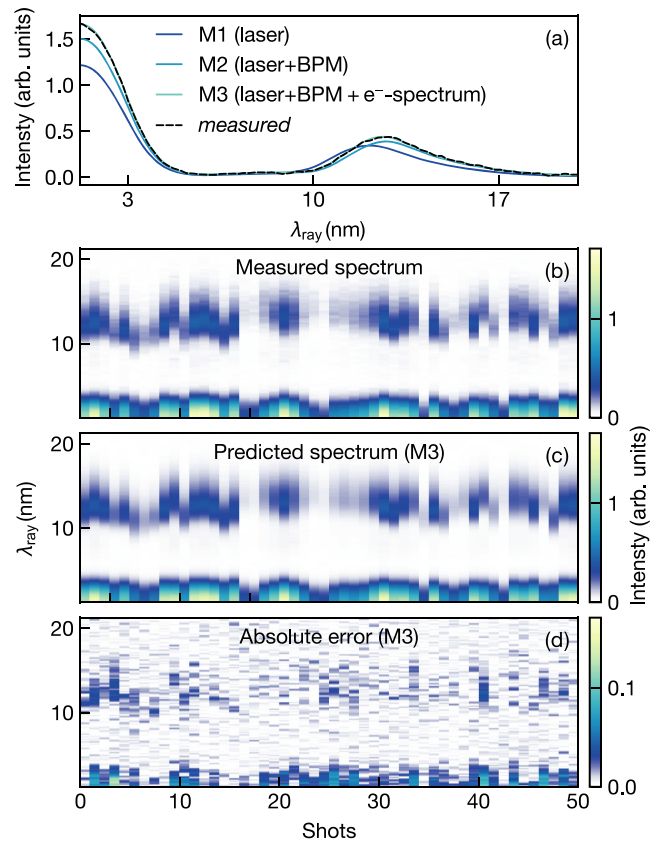 Intensty (arb. units)
1.5
1.0
0.5
0.0
(a)
M1 (laser)
M2 (laser+BPM)
M3 (laser+BPM + e⁻-spectrum)
measured
3
10
17
λray (nm)
20
10
Measured spectrum
(b)
1
0
λray (nm)
20
10
Predicted spectrum (M3)
(c)
1
0
Intensty (arb. units)
20
10
Absolute error (M3)
(d)
0.1
0.0
0
10
20
30
40
50
Shots